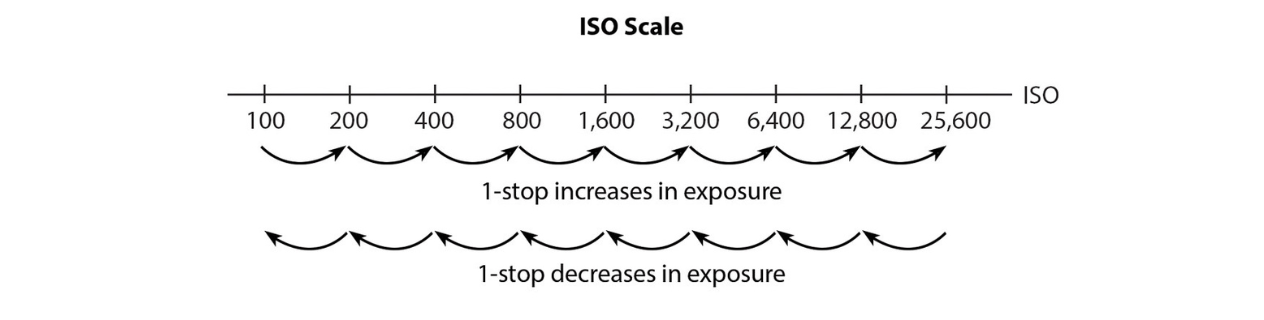 ISO Scale
ISO
100 200 400 800 1,600 3,200 6,400 12,800 25,600
1-stop increases in exposure
1-stop decreases in exposure